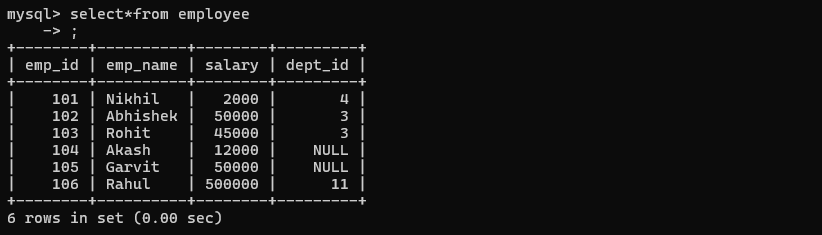 mysql> select*from employee
    -> ;
+--------+----------+--------+---------+
| emp_id | emp_name | salary | dept_id |
+--------+----------+--------+---------+
|    101 | Nikhil   |   2000 |       4 |
|    102 | Abhishek |  50000 |       3 |
|    103 | Rohit    |  45000 |       3 |
|    104 | Akash    |  12000 |    NULL |
|    105 | Garvit   |  50000 |    NULL |
|    106 | Rahul    | 500000 |      11 |
+--------+----------+--------+---------+
6 rows in set (0.00 sec)